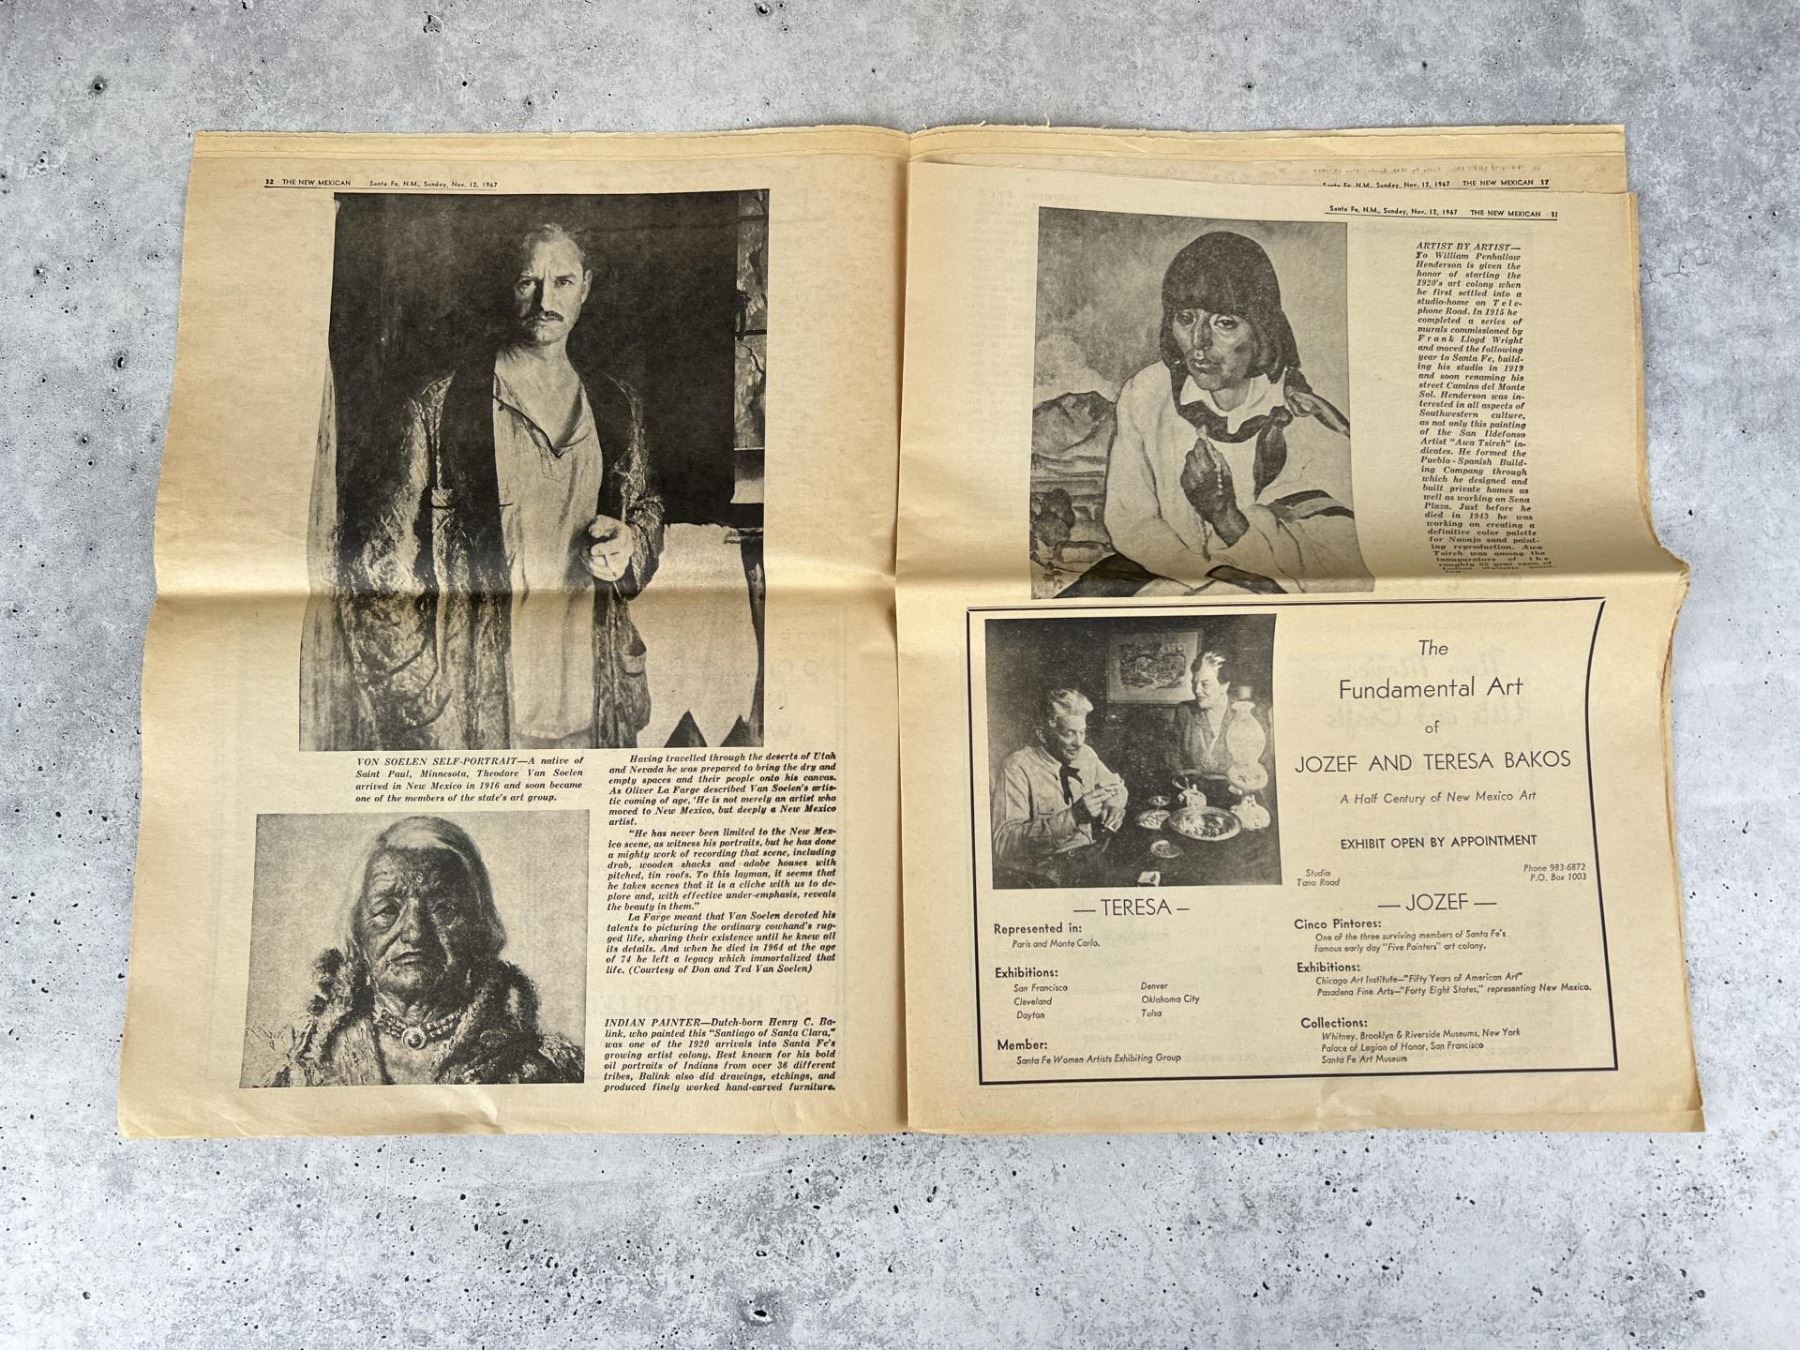 32 THE NEW MEXICAN Santa Fe, N.M., Sunday, Nov. 12, 1967
VON SOELEN SELF-PORTRAIT—A native of
Saint Paul, Minnesota, Theodore Van Soelen
arrived in New Mexico in 1916 and soon became
one of the members of the state's art group.
Having travelled through the deserts of Utah
and Nevada he was prepared to bring the dry and
empty spaces and their people onto his canvas.
As Oliver La Farge described Van Soelen's artis-
tic coming of age, 'He is not merely an artist who
moved to New Mexico, but deeply a New Mexico
artist.
"He has never been limited to the New Mex-
ico scene, as witness his portraits, but he has done
a mighty work of recording that scene, including
drab, wooden shacks and adobe houses with
pitched, tin roofs. To this layman, it seems that
he takes scenes that it is a cliche with us to de-
plore and, with effective under-emphasis, reveals
the beauty in them."
La Farge meant that Van Soelen devoted his
talents to picturing the ordinary cowhand's rug-
ged life, sharing their existence until he knew all
its details. And when he died in 1964 at the age
of 74 he left a legacy which immortalized that
life. (Courtesy of Don and Ted Van Soelen)
INDIAN PAINTER—Dutch-born Henry C. Ba-
link, who painted this "Santiago of Santa Clara,"
was one of the 1920 arrivals into Santa Fe's
growing artist colony. Best known for his bold
oil portraits of Indians from over 36 different
tribes, Balink also did drawings, etchings, and
produced finely worked hand-carved furniture.
Santa Fe, N.M., Sunday, Nov. 12, 1967 THE NEW MEXICAN 17
Santa Fe, N.M., Sunday, Nov. 12, 1967 THE NEW MEXICAN
ARTIST BY ARTIST—
To William Penhallow
Henderson is given the
honor of starting the
1920's art colony when
he first settled into a
studio-home on Tele-
phone Road. In 1915 he
completed a series of
murals commissioned by
Frank Lloyd Wright
and moved the following
year to Santa Fe, build-
ing his studio in 1919
and soon renaming his
street Camino del Monte
Sol. Henderson was in-
terested in all aspects of
Southwestern culture,
as not only this painting
of the San Ildefonso
Artist "Awa Tsireh" in-
dicates. He formed the
Pueblo-Spanish Build-
ing Company through
which he designed and
built private homes as
well as working on Sena
Plaza. Just before he
died in 1943 he was
working on creating a
definitive color palette
for Navajo sand paint-
ing reproduction. Awa
Tsireh was among the
inaugurators of the
roughly 35 year span of
The
Fundamental Art
of
JOZEF AND TERESA BAKOS
A Half Century of New Mexico Art
EXHIBIT OPEN BY APPOINTMENT
Studio
Tano Road
Phone 983-6872
P.O. Box 1003
— TERESA —
Represented in:
Paris and Monte Carlo.
Exhibitions:
San Francisco
Cleveland
Dayton
Denver
Oklahoma City
Tulsa
Member:
Santa Fe Women Artists Exhibiting Group
— JOZEF —
Cinco Pintores:
One of the three surviving members of Santa Fe's
famous early day "Five Painters" art colony.
Exhibitions:
Chicago Art Institute—"Fifty Years of American Art"
Pasadena Fine Arts—"Forty Eight States," representing New Mexico.
Collections:
Whitney, Brooklyn & Riverside Museums, New York
Palace of Legion of Honor, San Francisco
Santa Fe Art Museum